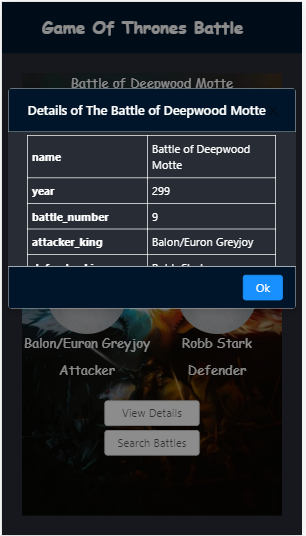 Game Of Thrones Battle
Battle of Deepwood Motte
Details of The Battle of Deepwood Motte
name
Battle of Deepwood
Motte
year
299
battle_number
9
attacker_king
Balon/Euron Greyjoy
Ok
Balon/Euron Greyjoy
Robb Stark
Attacker
Defender
View Details
Search Battles